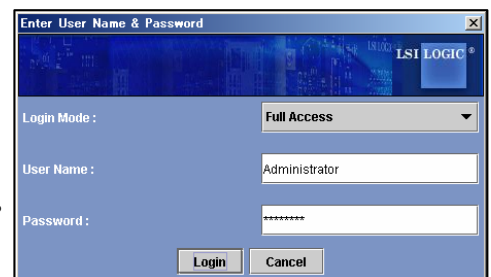 Enter User Name & Password
LSI LOGIC ®
Login Mode :
Full Access
User Name :
Administrator
Password :
********
Login
Cancel